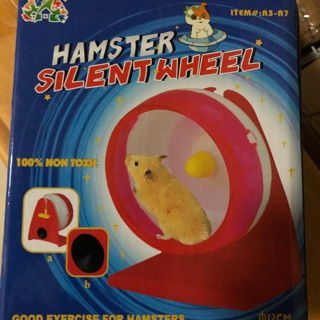 ITEM#:A3-A7
HAMSTER
SILENT WHEEL
100% NON TOXIC
a
b
GOOD EXERCISE FOR HAMSTERS
Φ12CM